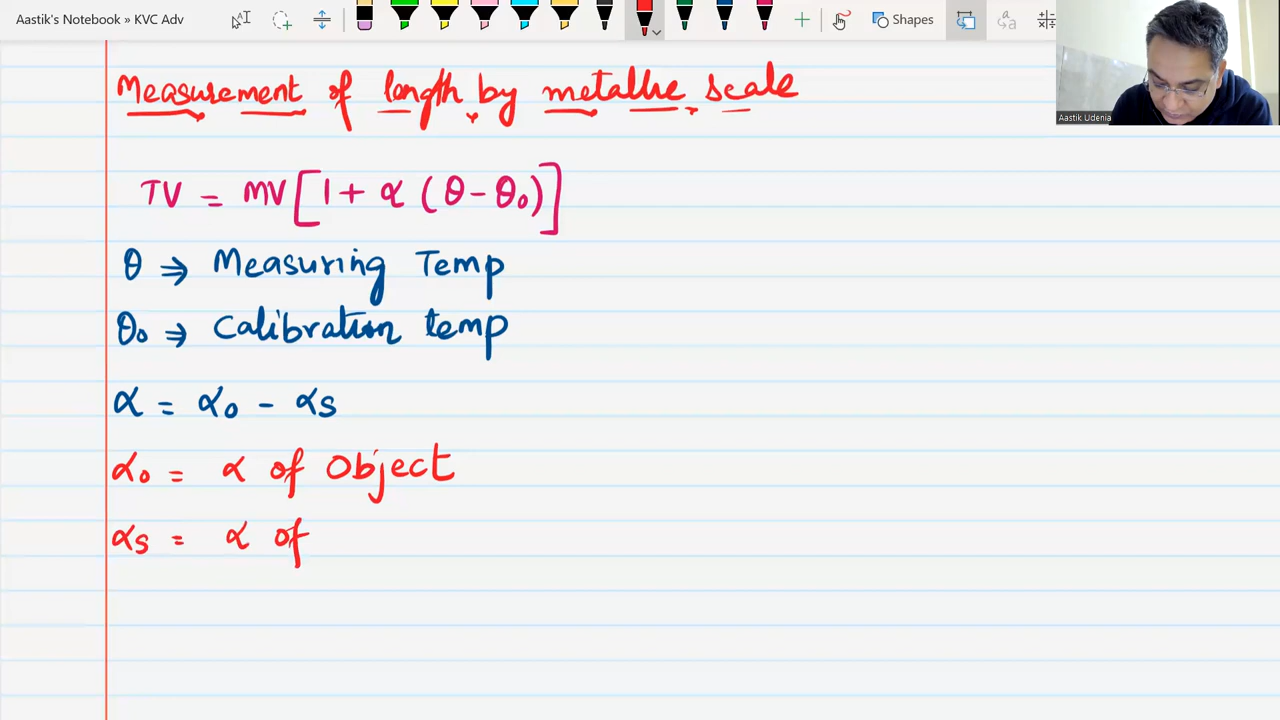 Aastik's Notebook » KVC Adv
Shapes
Aastik Udenia
Measurement of length by metallic scale
TV = MV [1 + α (θ - θ0)]
θ ⇒ Measuring Temp
θ0 ⇒ Calibration temp
α = α0 - αs
α0 = α of Object
αs = α of